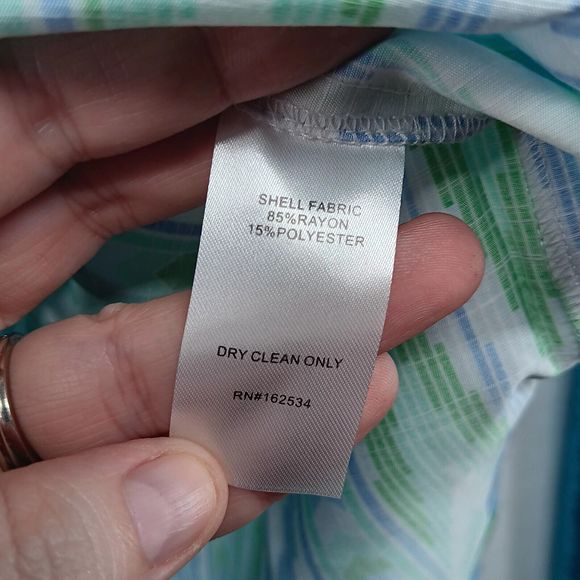 SHELL FABRIC
85%RAYON
15%POLYESTER
DRY CLEAN ONLY
RN#162534